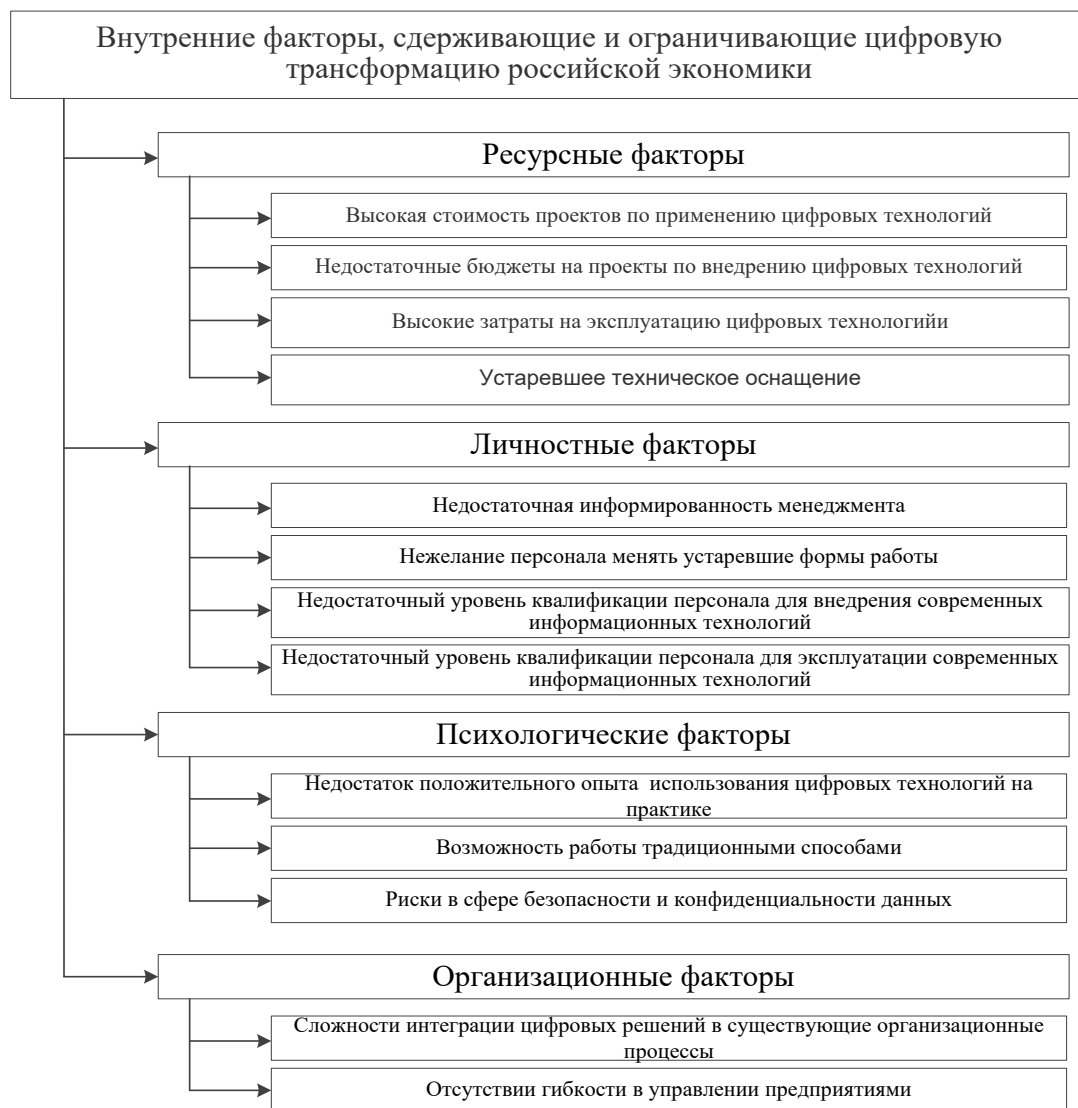 Внутренние факторы, сдерживающие и ограничивающие цифровую
трансформацию российской экономики
Ресурсные факторы
Высокая стоимость проектов по применению цифровых технологий
Недостаточные бюджеты на проекты по внедрению цифровых технологий
Высокие затраты на эксплуатацию цифровых технологийи
Устаревшее техническое оснащение
Личностные факторы
Недостаточная информированность менеджмента
Нежелание персонала менять устаревшие формы работы
Недостаточный уровень квалификации персонала для внедрения современных
информационных технологий
Недостаточный уровень квалификации персонала для эксплуатации современных
информационных технологий
Психологические факторы
Недостаток положительного опыта  использования цифровых технологий на
практике
Возможность работы традиционными способами
Риски в сфере безопасности и конфиденциальности данных
Организационные факторы
Сложности интеграции цифровых решений в существующие организационные
процессы
Отсутствии гибкости в управлении предприятиями